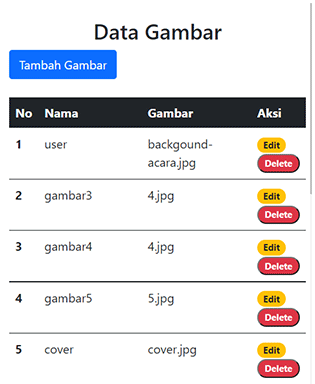 Data Gambar
Tambah Gambar
No Nama Gambar Aksi
1 user backgound- Edit
acara.jpg Delete
2 gambar3 4.jpg Edit
Delete
3 gambar4 4.jpg Edit
Delete
4 gambar5 5.jpg Edit
Delete
5 cover cover.jpg Edit
Delete